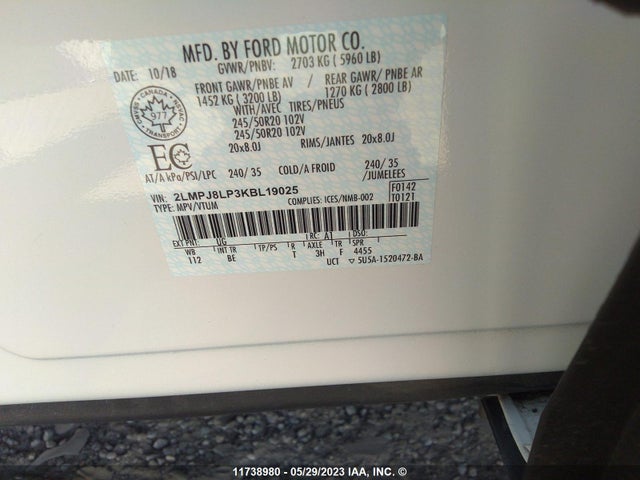 MFD. BY FORD MOTOR CO.
DATE: 10/18 GVWR/PNBV: 2703 KG ( 5960 LB)
FRONT GAWR/PNBE AV REAR GAWR/ PNBE AR
1452 KG ( 3200 LB) 1270 KG ( 2800 LB)
WITH/AVEC TIRES/PNEUS
245/50R20 102V
245/50R20 102V
20x8.0J RIMS/JANTES 20x8.0J
CANADA
977
TRANSPORT
EC
AT/A kPa/PSI/LPC 240/ 35 COLD/A FROID 240/ 35
/JUMELEES
VIN: 2LMPJ8LP3KBL19025
TYPE: MPV/VTUM COMPLIES: ICES/NMB-002
F0142
T0121
EXT PNT: UG RC: A1 DSO:
WB INT TR TP/PS R AXLE TR SPR
112 BE T 3H F 4455
UCT ▽ 5U5A-1520472-BA
11738980 - 05/29/2023 IAA, INC. ©